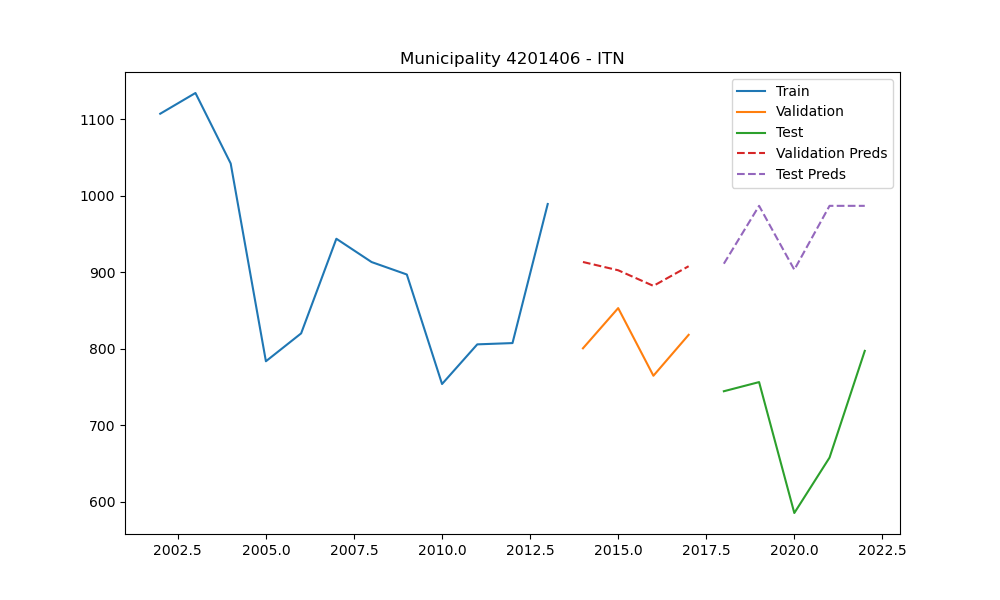 Municipality 4201406 - ITN
Train
Validation
Test
Validation Preds
Test Preds
1100
1000
900
800
700
600
2002.5 2005.0 2007.5 2010.0 2012.5 2015.0 2017.5 2020.0 2022.5